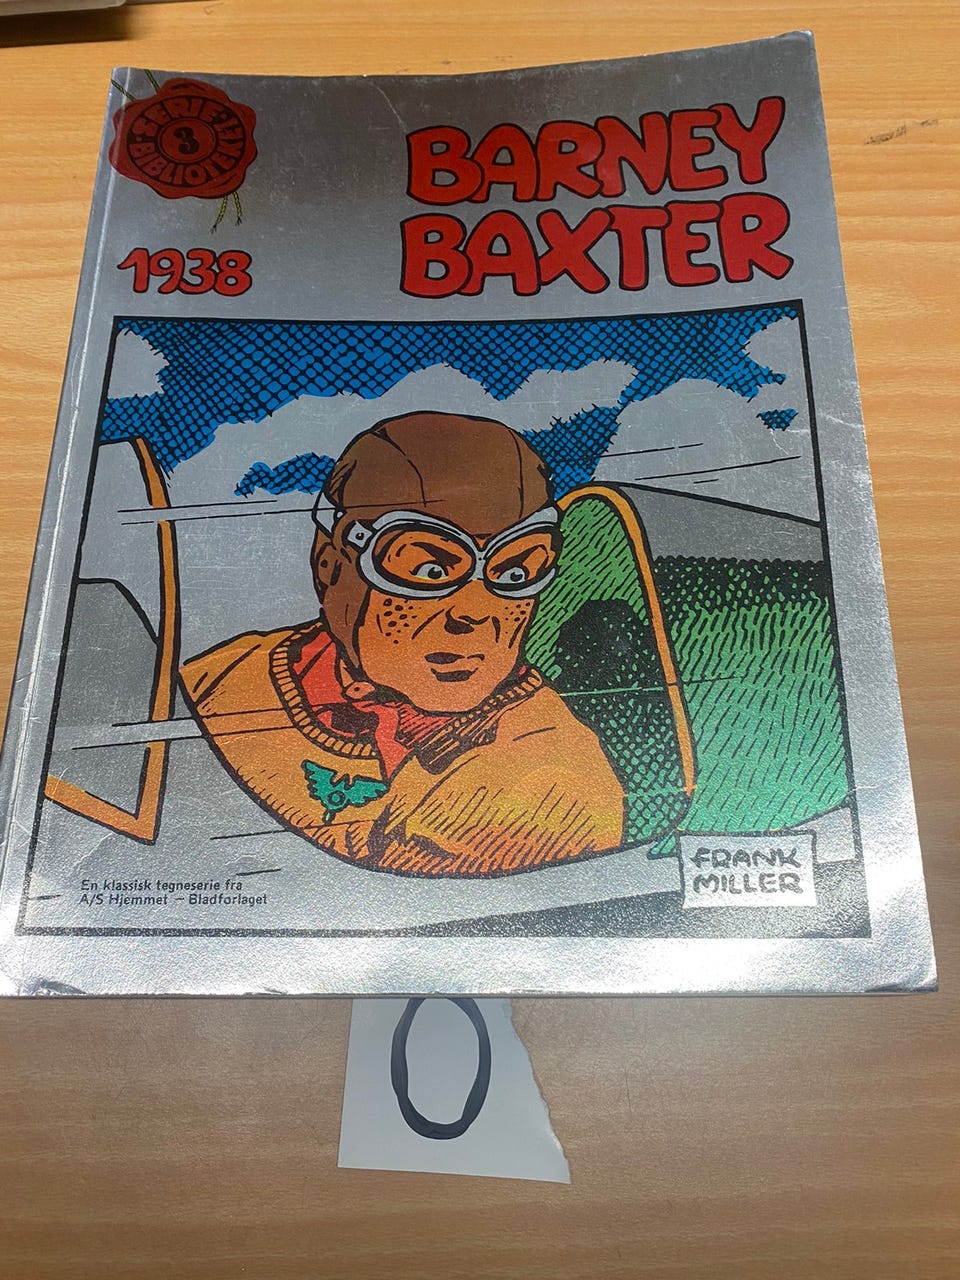 SERIE
3
BIBLIOTEKET
BARNEY
BAXTER
1938
FRANK
MILLER
En klassisk tegneserie fra
A/S Hjemmet – Bladforlaget
0